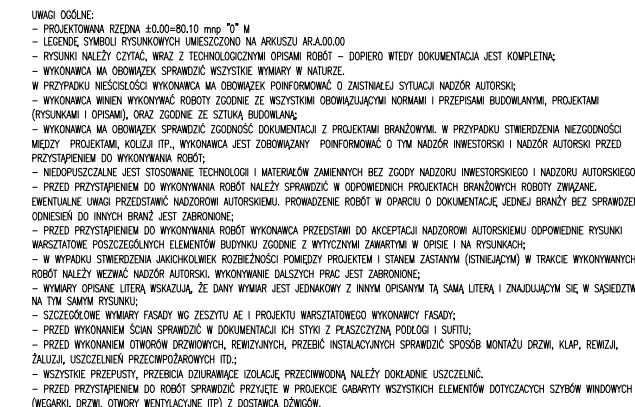 UWAGI OGÓLNE:
– PROJEKTOWANA RZĘDNA ±0.00=80.10 mnp "0" M
– LEGENDĘ SYMBOLI RYSUNKOWYCH UMIESZCZONO NA ARKUSZU AR.A.00.00
– RYSUNKI NALEŻY CZYTAĆ, WRAZ Z TECHNOLOGICZNYMI OPISAMI ROBÓT – DOPIERO WTEDY DOKUMENTACJA JEST KOMPLETNA;
– WYKONAWCA MA OBOWIĄZEK SPRAWDZIĆ WSZYSTKIE WYMIARY W NATURZE.
W PRZYPADKU NIEŚCISŁOŚCI WYKONAWCA MA OBOWIĄZEK POINFORMOWAĆ O ZAISTNIAŁEJ SYTUACJI NADZÓR AUTORSKI;
– WYKONAWCA WINIEN WYKONYWAĆ ROBOTY ZGODNIE ZE WSZYSTKIMI OBOWIĄZUJĄCYMI NORMAMI I PRZEPISAMI BUDOWLANYMI, PROJEKTAMI
(RYSUNKAMI I OPISAMI), ORAZ ZGODNIE ZE SZTUKĄ BUDOWLANĄ;
– WYKONAWCA MA OBOWIĄZEK SPRAWDZIĆ ZGODNOŚĆ DOKUMENTACJI Z PROJEKTAMI BRANŻOWYMI. W PRZYPADKU STWIERDZENIA NIEZGODNOŚCI
MIĘDZY PROJEKTAMI, KOLIZJI ITP., WYKONAWCA JEST ZOBOWIĄZANY POINFORMOWAĆ O TYM NADZÓR INWESTORSKI I NADZÓR AUTORSKI PRZED
PRZYSTĄPIENIEM DO WYKONYWANIA ROBÓT;
– NIEDOPUSZCZALNE JEST STOSOWANIE TECHNOLOGII I MATERIAŁÓW ZAMIENNYCH BEZ ZGODY NADZORU INWESTORSKIEGO I NADZORU AUTORSKIEGO
– PRZED PRZYSTĄPIENIEM DO WYKONYWANIA ROBÓT NALEŻY SPRAWDZIĆ W ODPOWIEDNICH PROJEKTACH BRANŻOWYCH ROBOTY ZWIĄZANE.
EWENTUALNE UWAGI PRZEDSTAWIĆ NADZOROWI AUTORSKIEMU. PROWADZENIE ROBÓT W OPARCIU O DOKUMENTACJĘ JEDNEJ BRANŻY BEZ SPRAWDZE
ODNIESIEŃ DO INNYCH BRANŻ JEST ZABRONIONE;
– PRZED PRZYSTĄPIENIEM DO WYKONYWANIA ROBÓT WYKONAWCA PRZEDSTAWI DO AKCEPTACJI NADZOROWI AUTORSKIEMU ODPOWIEDNIE RYSUNKI
WARSZTATOWE POSZCZEGÓLNYCH ELEMENTÓW BUDYNKU ZGODNIE Z WYTYCZNYMI ZAWARTYMI W OPISIE I NA RYSUNKACH;
– W WYPADKU STWIERDZENIA JAKICHKOLWIEK ROZBIEŻNOŚCI POMIĘDZY PROJEKTEM I STANEM ZASTANYM (ISTNIEJĄCYM) W TRAKCIE WYKONYWANYCH
ROBÓT NALEŻY WEZWAĆ NADZÓR AUTORSKI. WYKONYWANIE DALSZYCH PRAC JEST ZABRONIONE;
– WYMIARY OPISANE LITERĄ WSKAZUJĄ, ŻE DANY WYMIAR JEST JEDNAKOWY Z INNYM OPISANYM TĄ SAMĄ LITERĄ I ZNAJDUJĄCYM SIĘ W SĄSIEDZTW
NA TYM SAMYM RYSUNKU;
– SZCZEGÓŁOWE WYMIARY FASADY WG ZESZYTU AE I PROJEKTU WARSZTATOWEGO WYKONAWCY FASADY;
– PRZED WYKONANIEM ŚCIAN SPRAWDZIĆ W DOKUMENTACJI ICH STYKI Z PŁASZCZYZNĄ PODŁOGI I SUFITU;
– PRZED WYKONANIEM OTWORÓW DRZWIOWYCH, REWIZYJNYCH, PRZEBIĆ INSTALACYJNYCH SPRAWDZIĆ SPOSÓB MONTAŻU DRZWI, KLAP, REWIZJI,
ŻALUZJI, USZCZELNIEŃ PRZECIWPOŻAROWYCH ITD.;
– WSZYSTKIE PRZEPUSTY, PRZEBICIA DZIURAWIĄCE IZOLACJĘ PRZECIWWODNĄ NALEŻY DOKŁADNIE USZCZELNIĆ.
– PRZED PRZYSTĄPIENIEM DO ROBÓT SPRAWDZIĆ PRZYJĘTE W PROJEKCIE GABARYTY WSZYSTKICH ELEMENTÓW DOTYCZĄCYCH SZYBÓW WINDOWYCH
(WĘGARKI, DRZWI, OTWORY WENTYLACYJNE ITP) Z DOSTAWCĄ DŹWIGÓW.